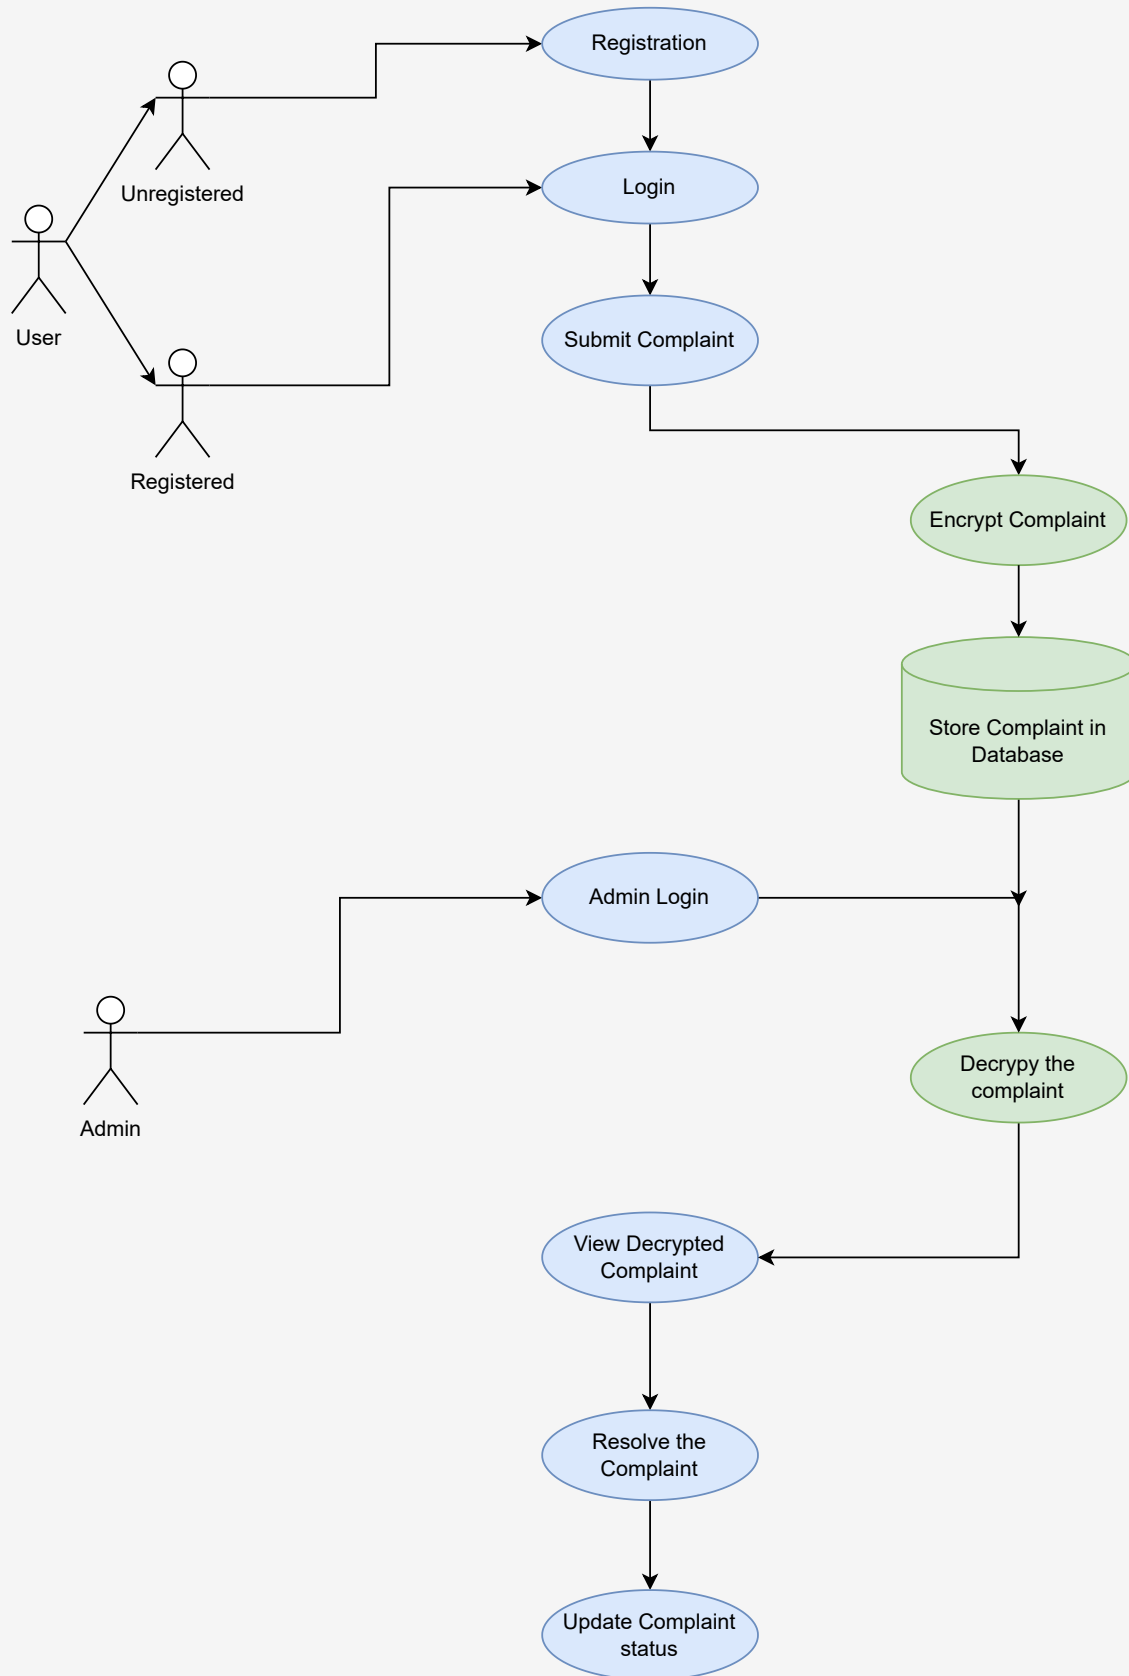 Registration
Unregistered
Login
User
Submit Complaint
Registered
Encrypt Complaint
Store Complaint in
Database
Admin Login
Admin
Decrypy the
complaint
View Decrypted
Complaint
Resolve the
Complaint
Update Complaint
status